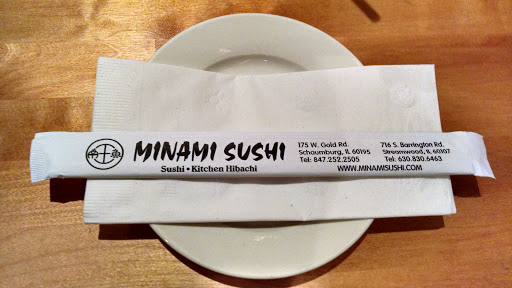 MINAMI SUSHI
Sushi • Kitchen Hibachi
175 W. Gold Rd.
Schaumburg, IL 60195
Tel: 847.252.2505
716 S. Barrington Rd.
Streamwood, IL 60107
Tel: 630.830.6463
WWW.MINAMISUSHI.COM